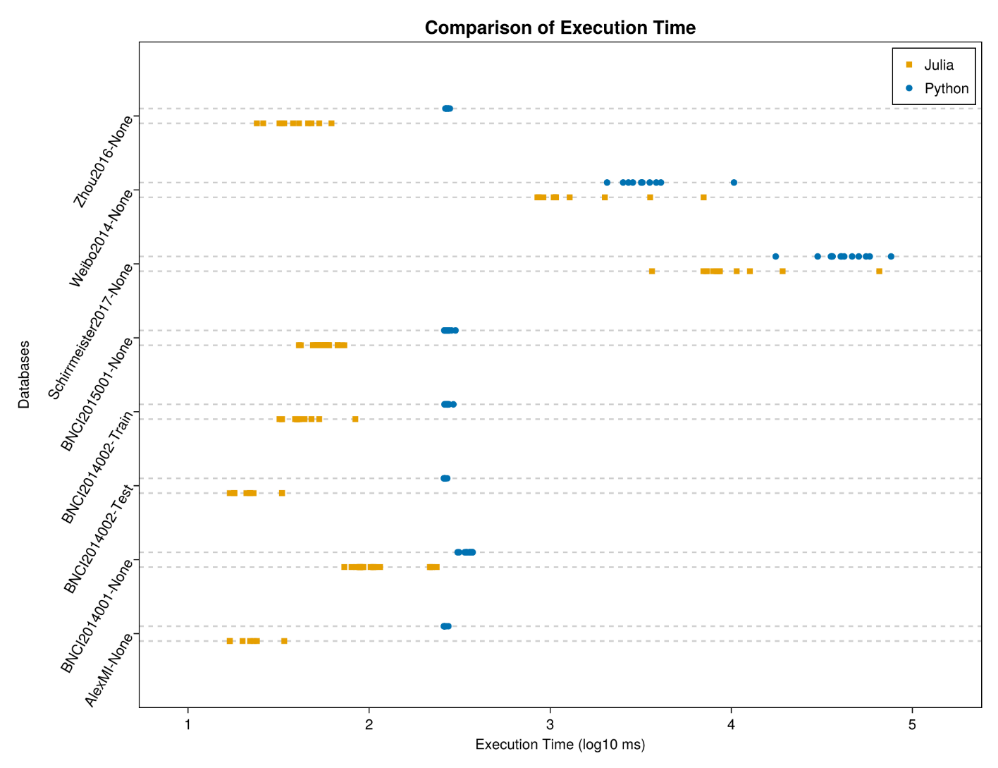 Comparison of Execution Time
Julia
Python
Databases
Zhou2016-None
Weibo2014-None
Schirrmeister2017-None
BNCI2015001-None
BNCI2014002-Train
BNCI2014002-Test
BNCI2014001-None
AlexMI-None
1 2 3 4 5
Execution Time (log10 ms)